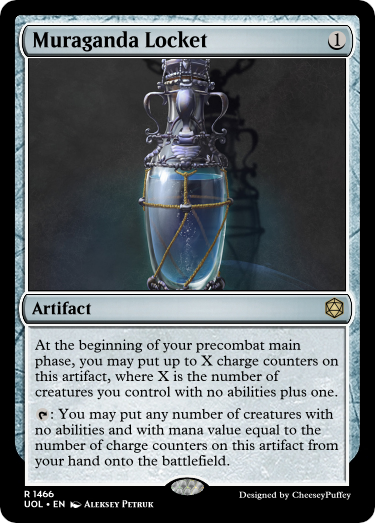 Muraganda Locket 1
Artifact
At the beginning of your precombat main
phase, you may put up to X charge counters on
this artifact, where X is the number of
creatures you control with no abilities plus one.
: You may put any number of creatures with
no abilities and with mana value equal to the
number of charge counters on this artifact from
your hand onto the battlefield.
R 1466
UOL • EN Aleksey Petruk
Designed by CheeseyPuffey